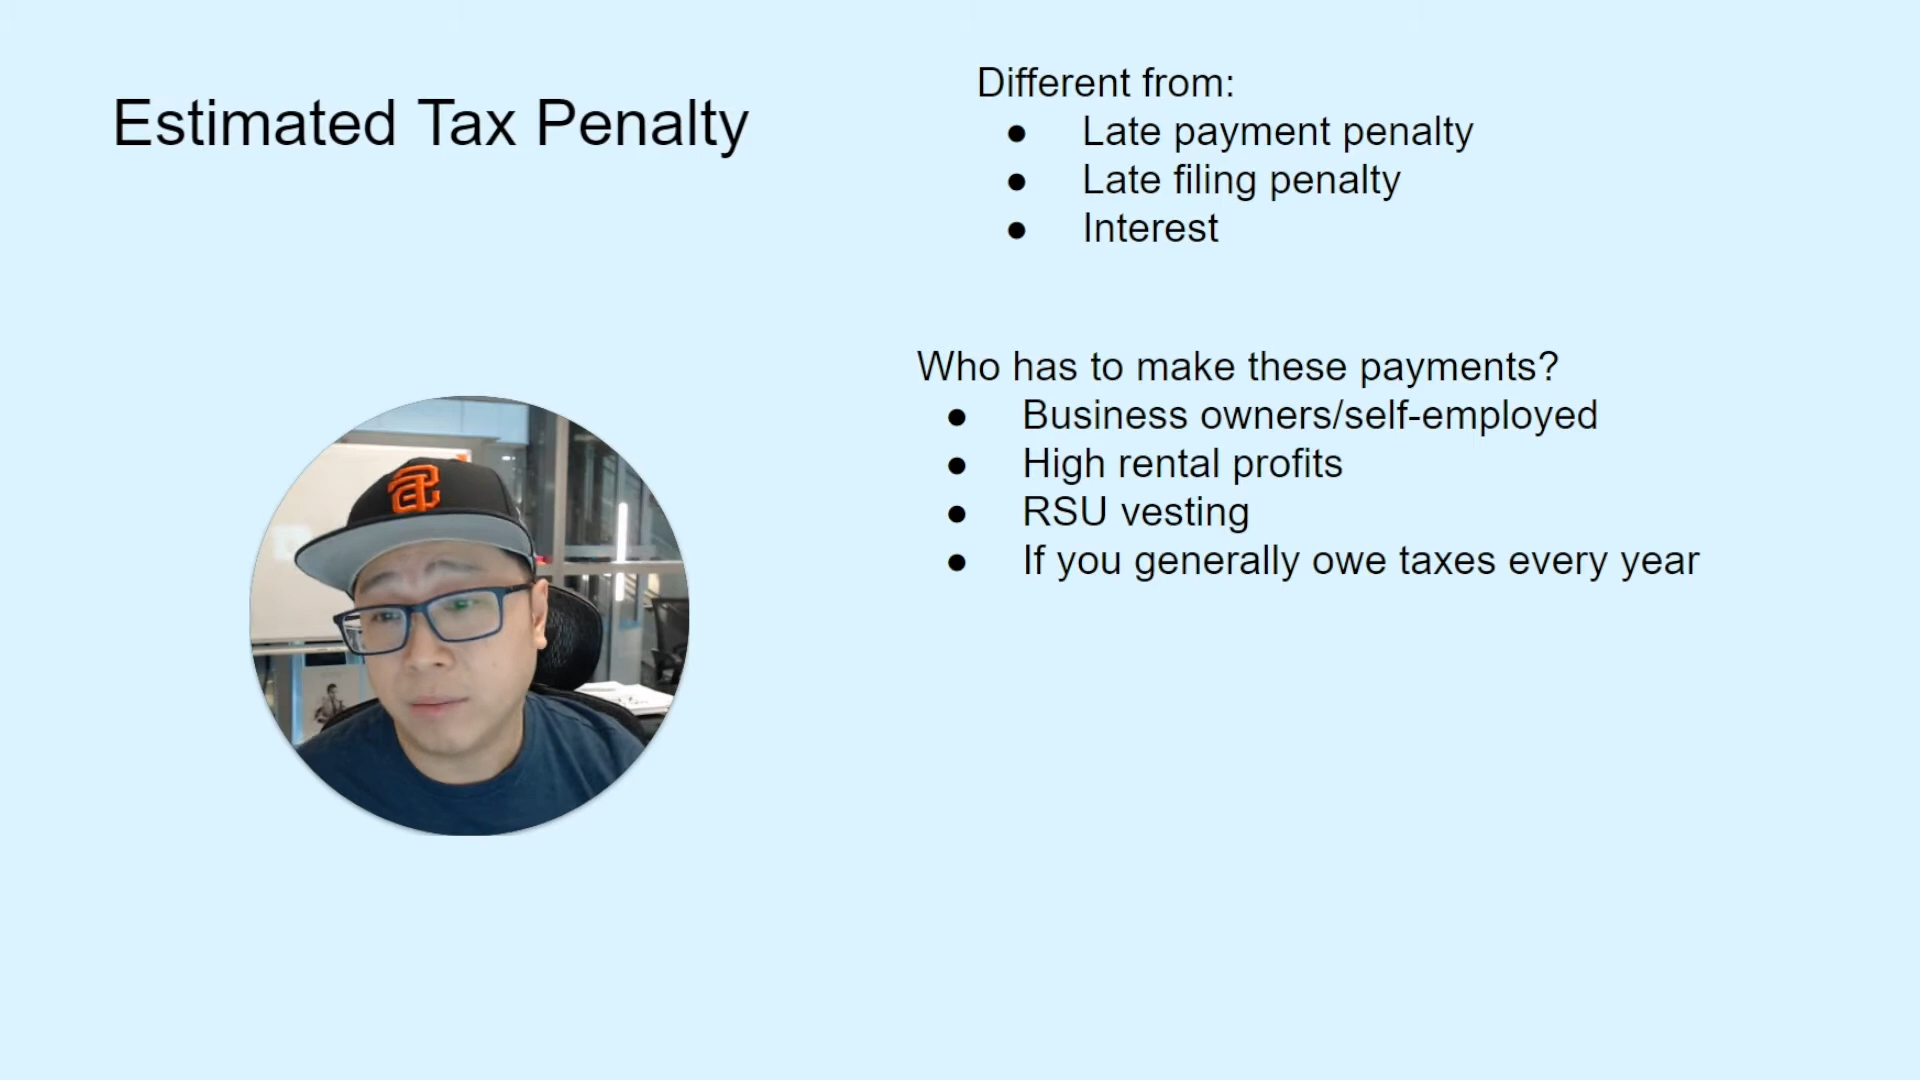 Estimated Tax Penalty
Different from:
● Late payment penalty
● Late filing penalty
● Interest
Who has to make these payments?
● Business owners/self-employed
● High rental profits
● RSU vesting
● If you generally owe taxes every year